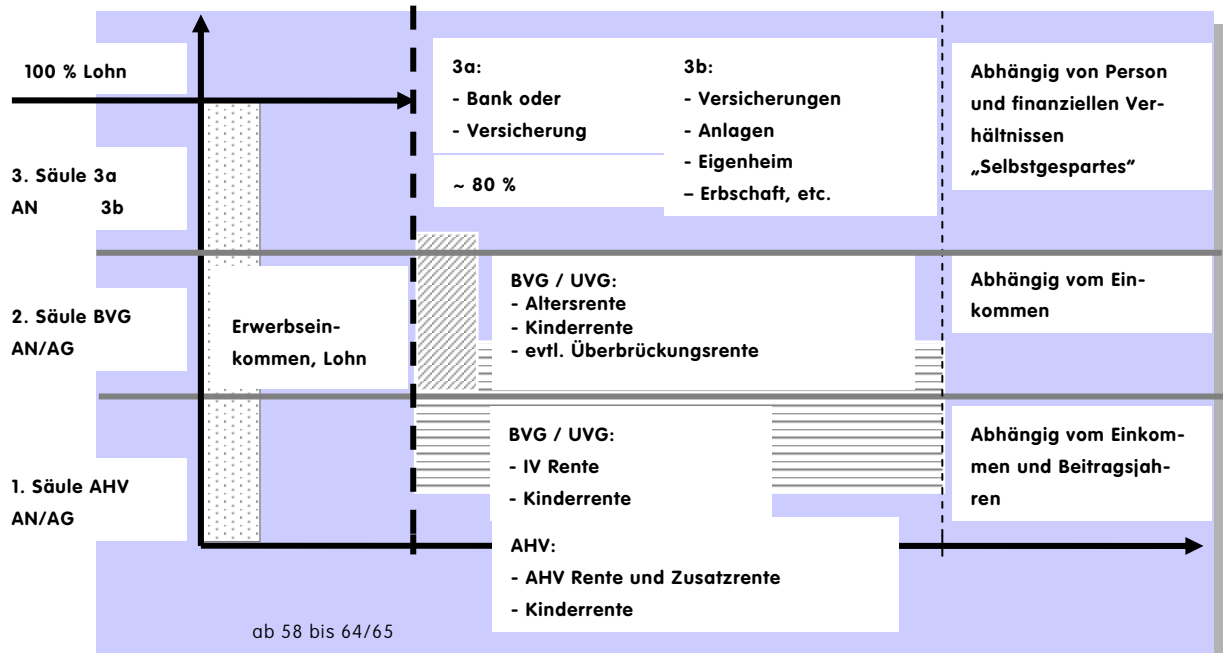 100 % Lohn
3. Säule 3a
AN 3b
2. Säule BVG
AN/AG
1. Säule AHV
AN/AG
Erwerbsein-
kommen, Lohn
3a:
- Bank oder
- Versicherung
~ 80 %
3b:
- Versicherungen
- Anlagen
- Eigenheim
– Erbschaft, etc.
Abhängig von Person
und finanziellen Ver-
hältnissen
„Selbstgespartes“
BVG / UVG:
- Altersrente
- Kinderrente
- evtl. Überbrückungsrente
Abhängig vom Ein-
kommen
BVG / UVG:
- IV Rente
- Kinderrente
Abhängig vom Einkom-
men und Beitragsjah-
ren
AHV:
- AHV Rente und Zusatzrente
- Kinderrente
ab 58 bis 64/65